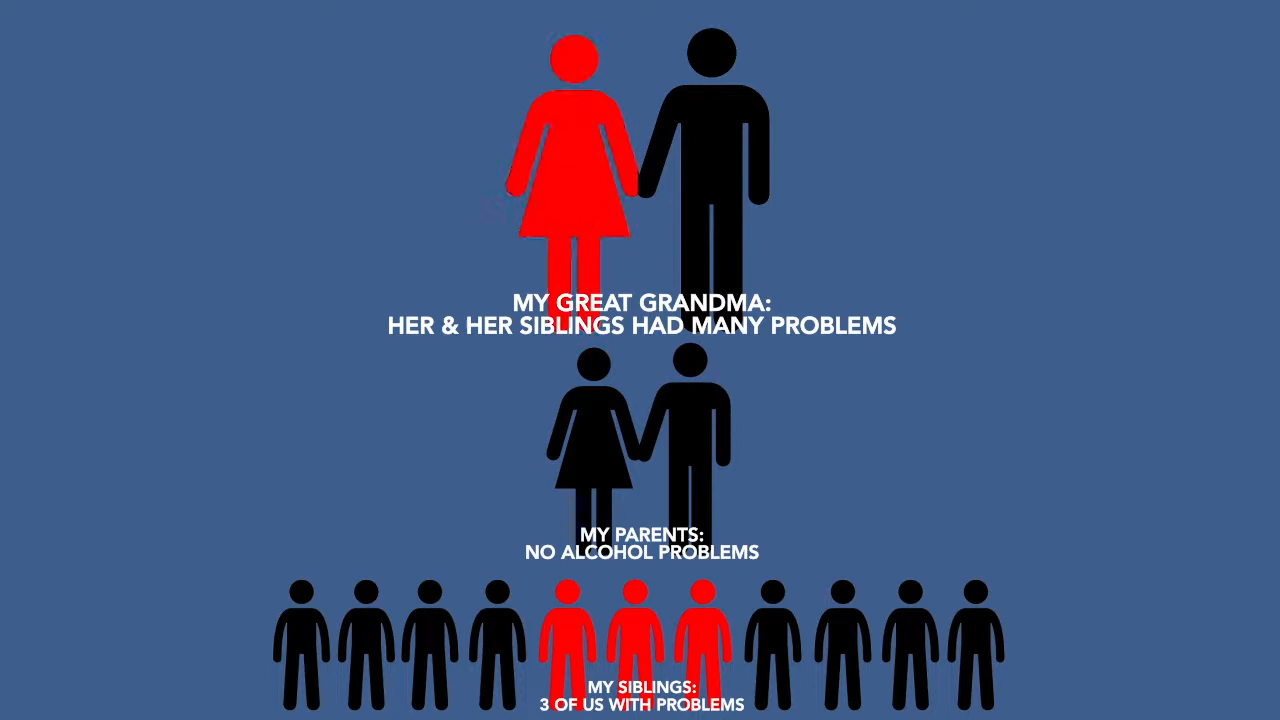 MY GREAT GRANDMA:
HER & HER SIBLINGS HAD MANY PROBLEMS
MY PARENTS:
NO ALCOHOL PROBLEMS
MY SIBLINGS:
3 OF US WITH PROBLEMS